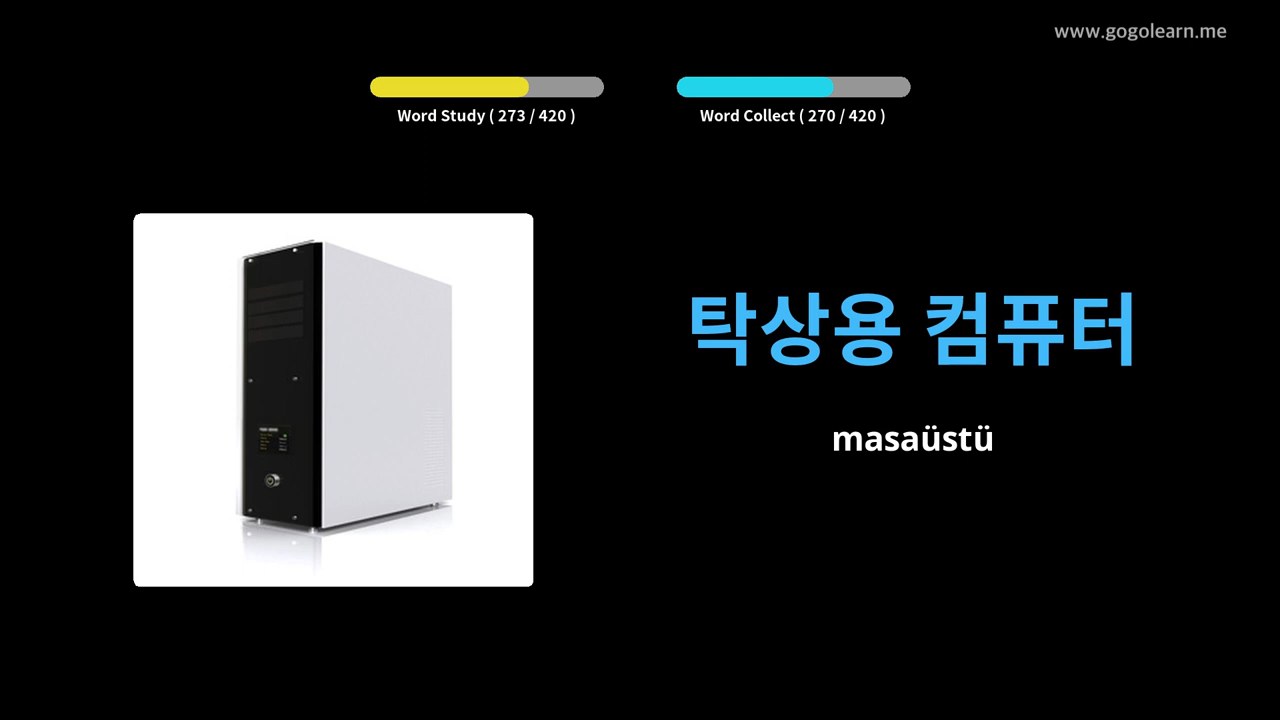 www.gogolearn.me
Word Study ( 273 / 420 )
Word Collect ( 270 / 420 )
탁상용 컴퓨터
masaüstü